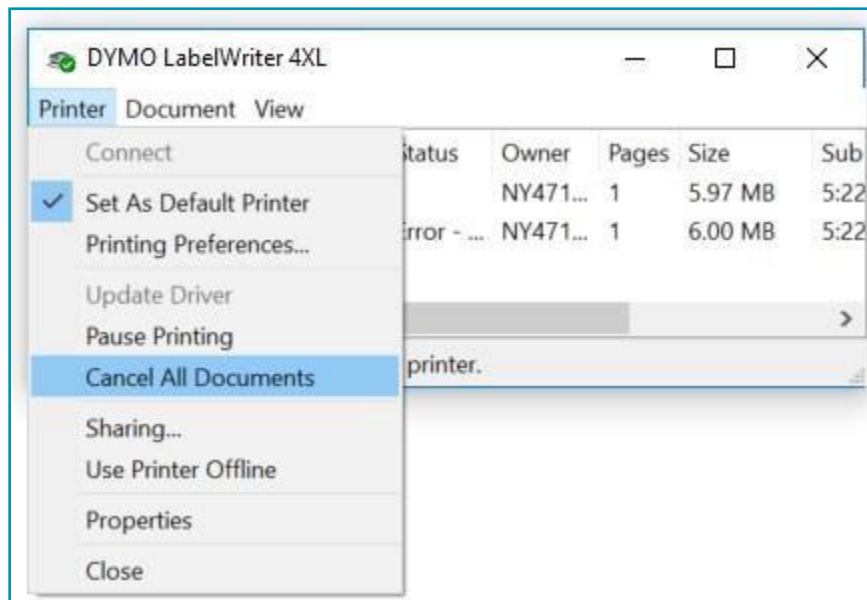 DYMO LabelWriter 4XL
Printer Document View
Connect
Status Owner Pages Size Sub
Set As Default Printer
NY471... 1 5.97 MB 5:22
Printing Preferences...
Error - ... NY471... 1 6.00 MB 5:22
Update Driver
Pause Printing
Cancel All Documents
printer.
Sharing...
Use Printer Offline
Properties
Close